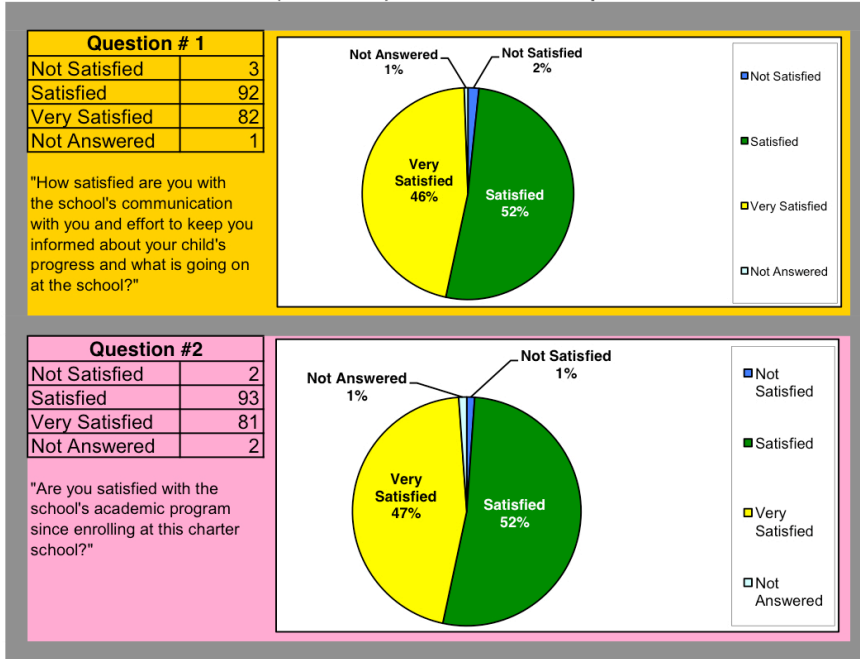 Question # 1
Not Satisfied 3
Satisfied 92
Very Satisfied 82
Not Answered 1
"How satisfied are you with
the school's communication
with you and effort to keep you
informed about your child's
progress and what is going on
at the school?"
Not Answered
1%
Not Satisfied
2%
Very
Satisfied
46%
Satisfied
52%
Not Satisfied
Satisfied
Very Satisfied
Not Answered
Question #2
Not Satisfied 2
Satisfied 93
Very Satisfied 81
Not Answered 2
"Are you satisfied with the
school's academic program
since enrolling at this charter
school?"
Not Answered
1%
Not Satisfied
1%
Very
Satisfied
47%
Satisfied
52%
Not
Satisfied
Satisfied
Very
Satisfied
Not
Answered